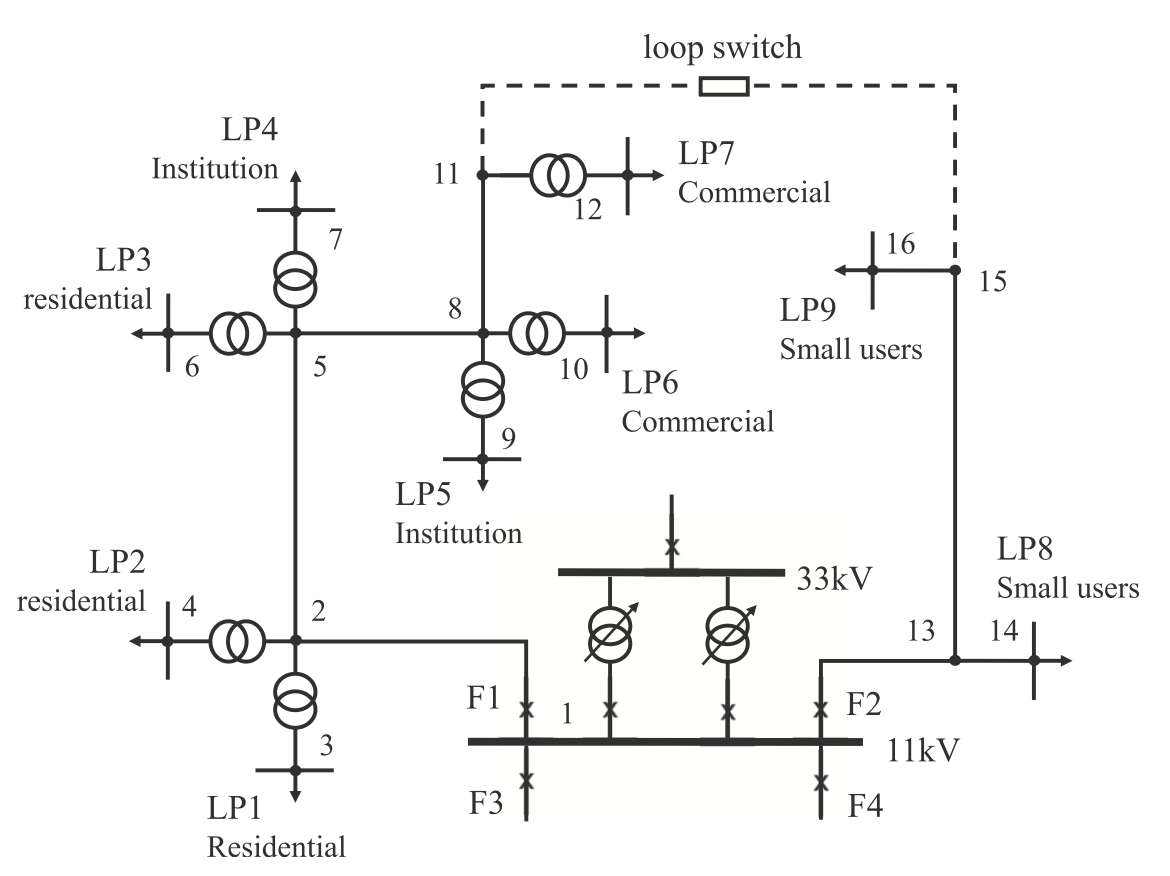 loop switch
LP4
Institution
11
LP7
Commercial
12
7
16
LP3
residential
15
8
LP9
Small users
6
5
10
LP6
Commercial
9
LP5
Institution
LP2
residential
4
2
33kV
LP8
Small users
13
14
F1
1
F2
3
11kV
F3
F4
LP1
Residential